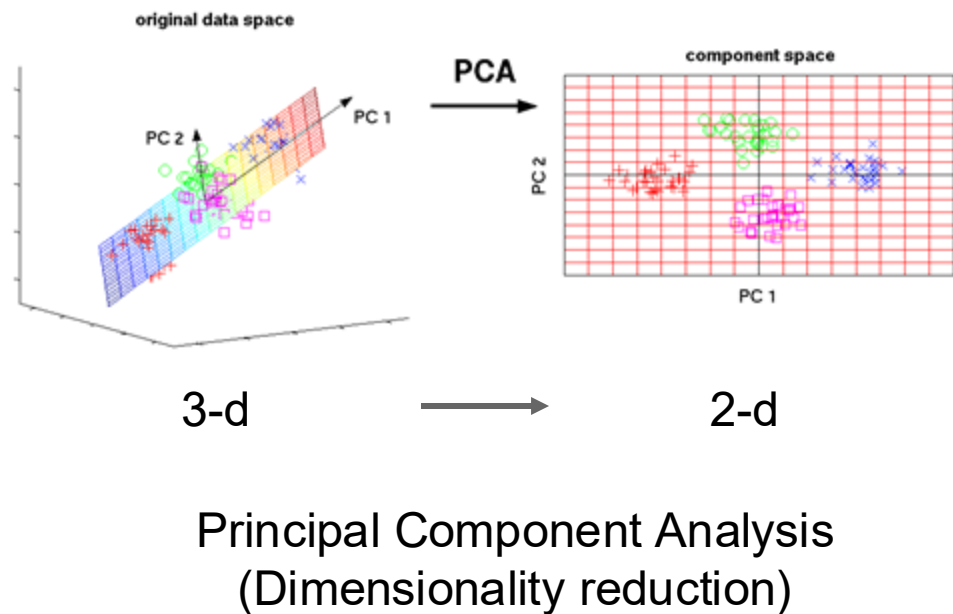 original data space
PC 1
PC 2
PCA
component space
PC 2
PC 1
3-d
2-d
Principal Component Analysis
(Dimensionality reduction)